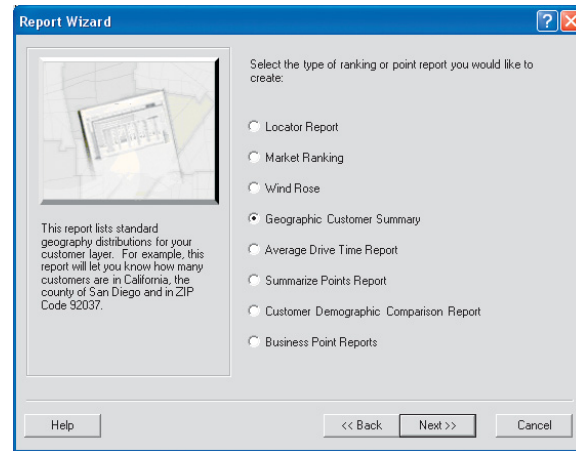 Report Wizard
Select the type of ranking or point report you would like to
create:
Locator Report
Market Ranking
Wind Rose
Geographic Customer Summary
Average Drive Time Report
Summarize Points Report
Customer Demographic Comparison Report
Business Point Reports
This report lists standard
geography distributions for your
customer layer. For example, this
report will let you know how many
customers are in California, the
county of San Diego and in ZIP
Code 92037.
Help
<< Back
Next >>
Cancel